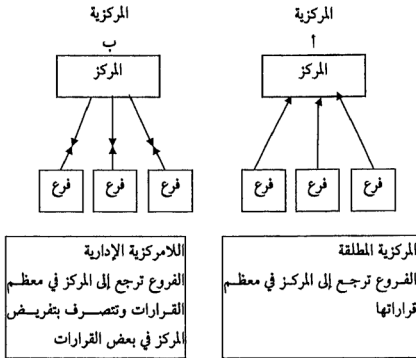 المركزية
أ
المركز
فرع فرع فرع
المركزية المطلقة
الفروع ترجع إلى المركز في معظم
قراراتها
المركزية
ب
المركز
فرع فرع فرع
اللامركزية الإدارية
الفروع ترجع إلى المركز في معظم
القرارات وتتصرف بتفريض
المركز في بعض القرارات